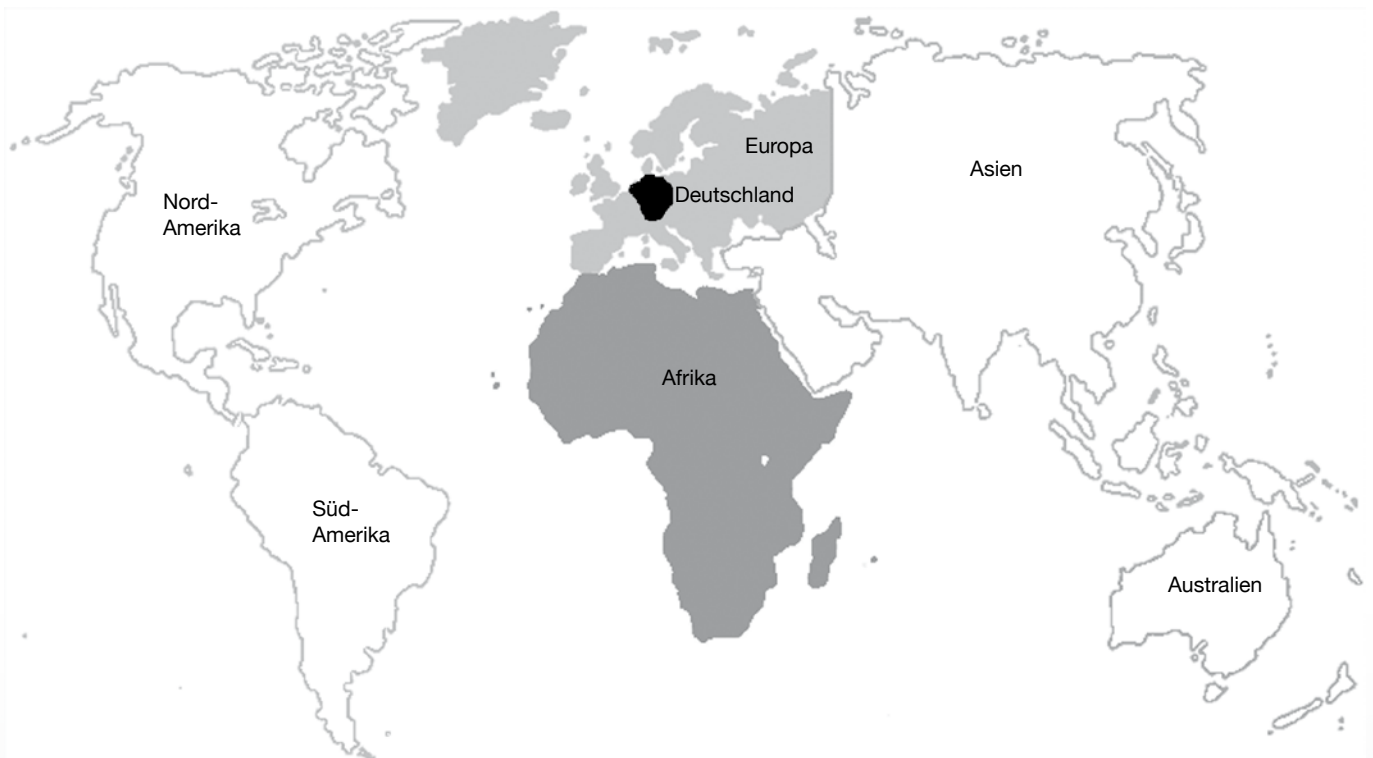 Europa
Asien
Deutschland
Nord-
Amerika
Afrika
Süd-
Amerika
Australien